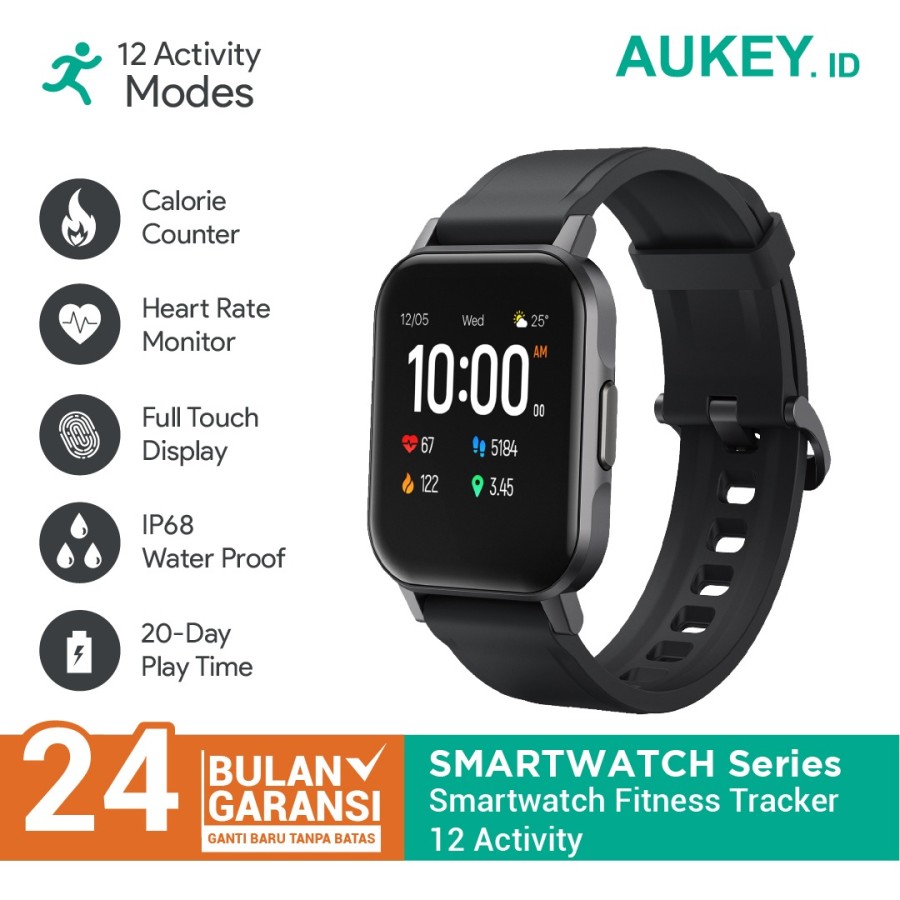 12 Activity
Modes
AUKEY. ID
Calorie
Counter
Heart Rate
Monitor
Full Touch
Display
IP68
Water Proof
20-Day
Play Time
12/05 Wed 25°
10:00 AM
00
67 5184
122 3.45
24 BULAN
GARANSI
GANTI BARU TANPA BATAS
SMARTWATCH Series
Smartwatch Fitness Tracker
12 Activity